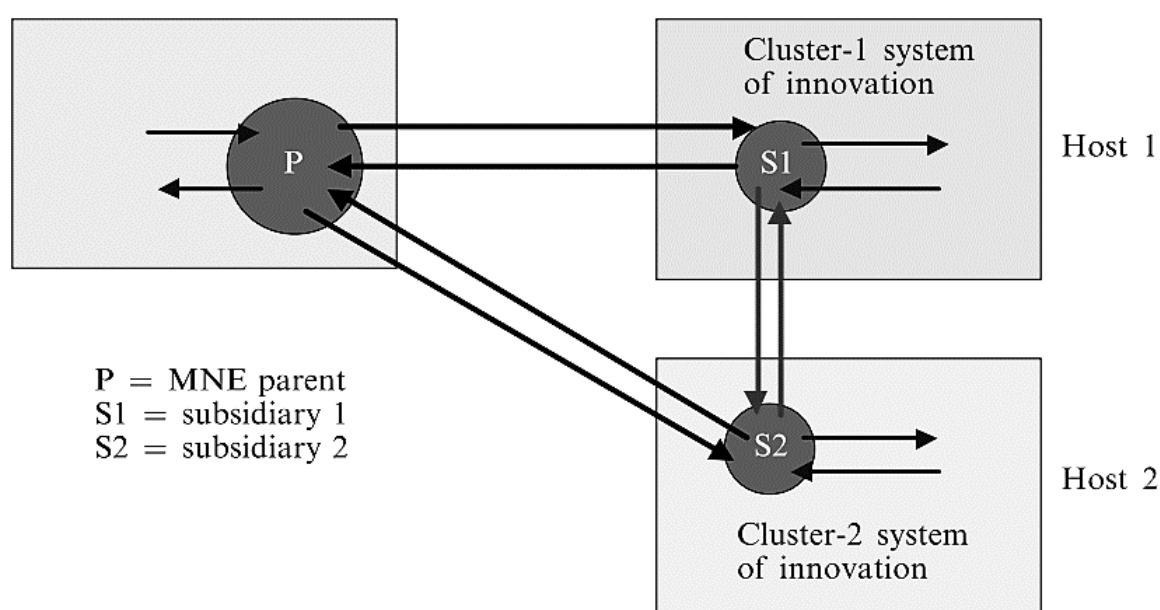 Cluster-1 system
of innovation
P
S1
Host 1
P = MNE parent
S1 = subsidiary 1
S2 = subsidiary 2
S2
Host 2
Cluster-2 system
of innovation